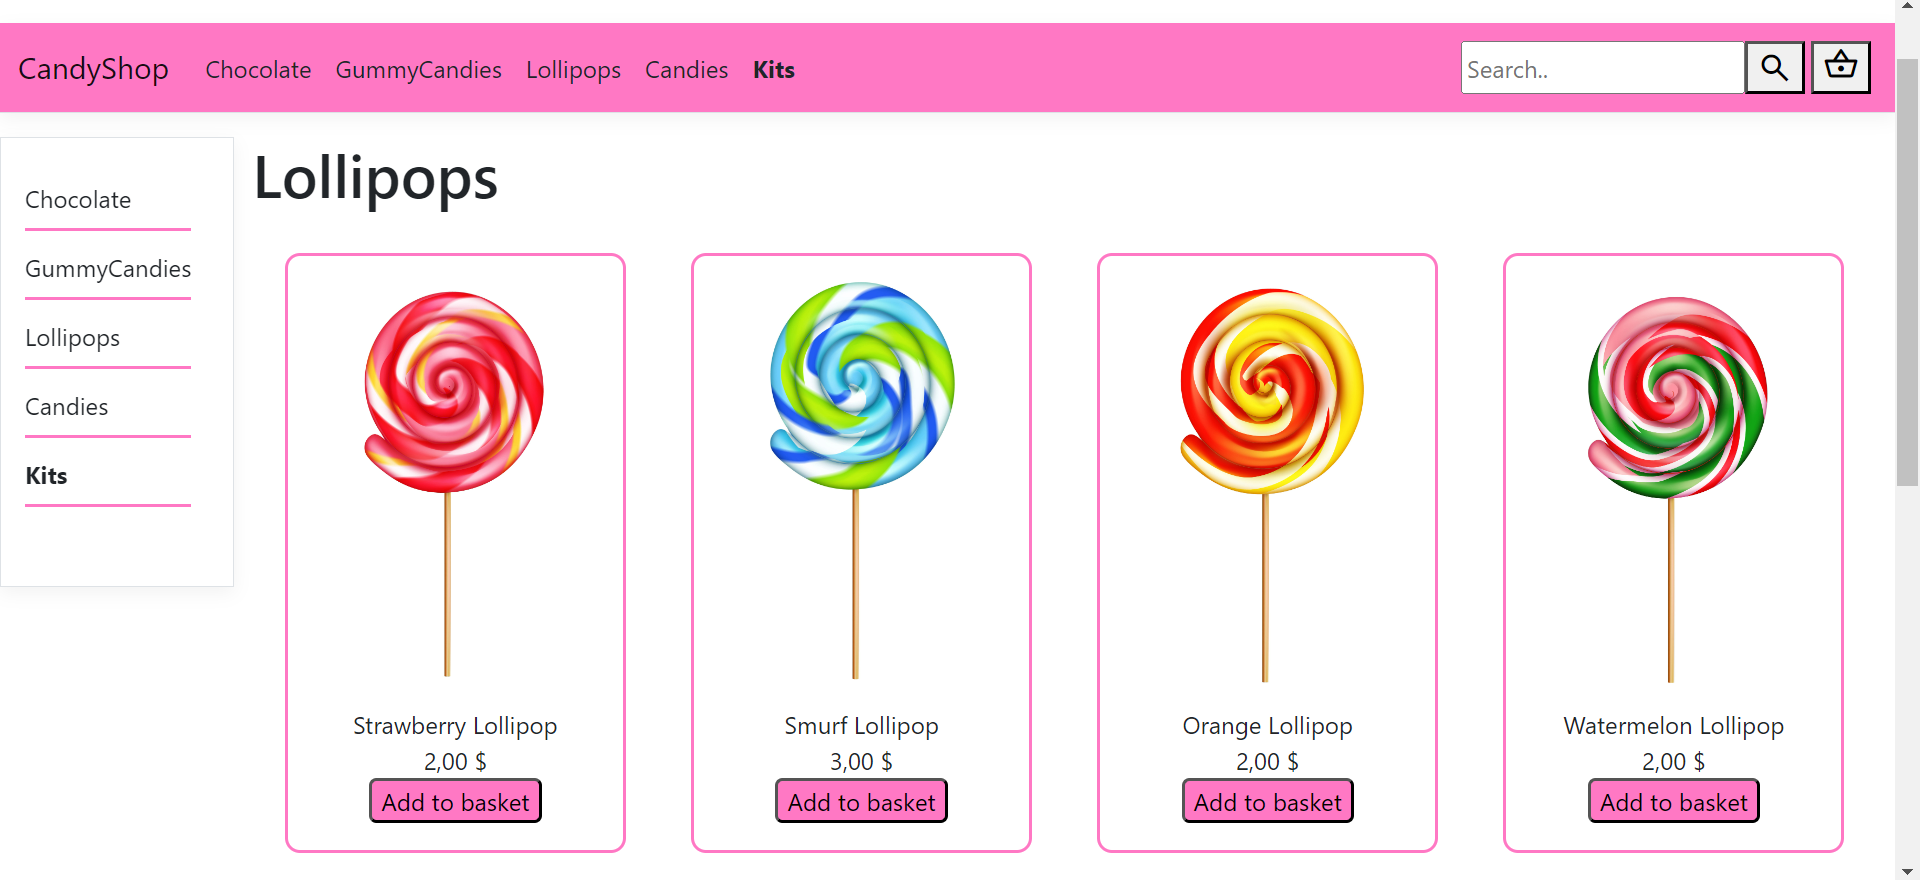 CandyShop Chocolate GummyCandies Lollipops Candies Kits Search..
Chocolate
GummyCandies
Lollipops
Candies
Kits
Lollipops
Strawberry Lollipop
2,00 $
Add to basket
Smurf Lollipop
3,00 $
Add to basket
Orange Lollipop
2,00 $
Add to basket
Watermelon Lollipop
2,00 $
Add to basket